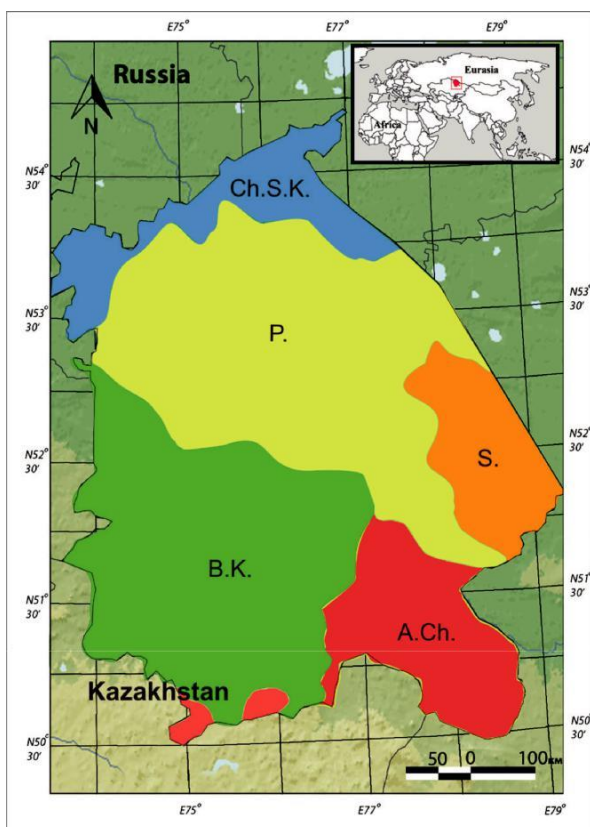 E75°
E77°
E79°
Russia
N
Eurasia
Africa
N54°
30'
N54°
30'
Ch.S.K.
N53°
30'
N53°
30'
P.
N52°
30'
N52°
30'
S.
B.K.
N51°
30'
N51°
30'
A.Ch.
Kazakhstan
N50°
30'
N50°
30'
50 0 100км
E75°
E77°
E79°